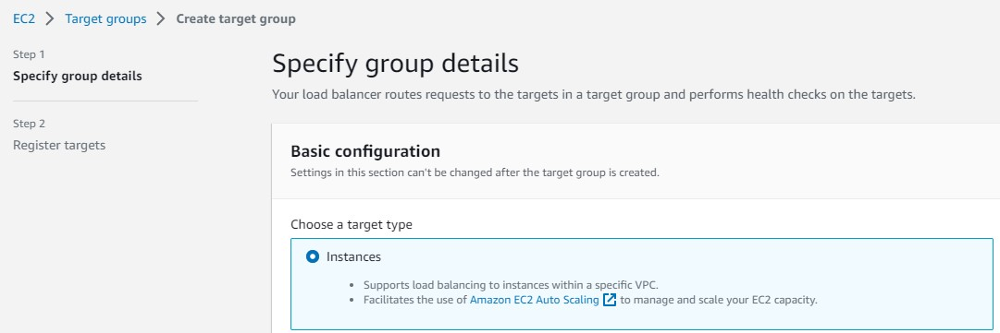 EC2 > Target groups > Create target group
Step 1
Specify group details
Step 2
Register targets
Specify group details
Your load balancer routes requests to the targets in a target group and performs health checks on the targets.
Basic configuration
Settings in this section can't be changed after the target group is created.
Choose a target type
Instances
• Supports load balancing to instances within a specific VPC.
• Facilitates the use of Amazon EC2 Auto Scaling to manage and scale your EC2 capacity.